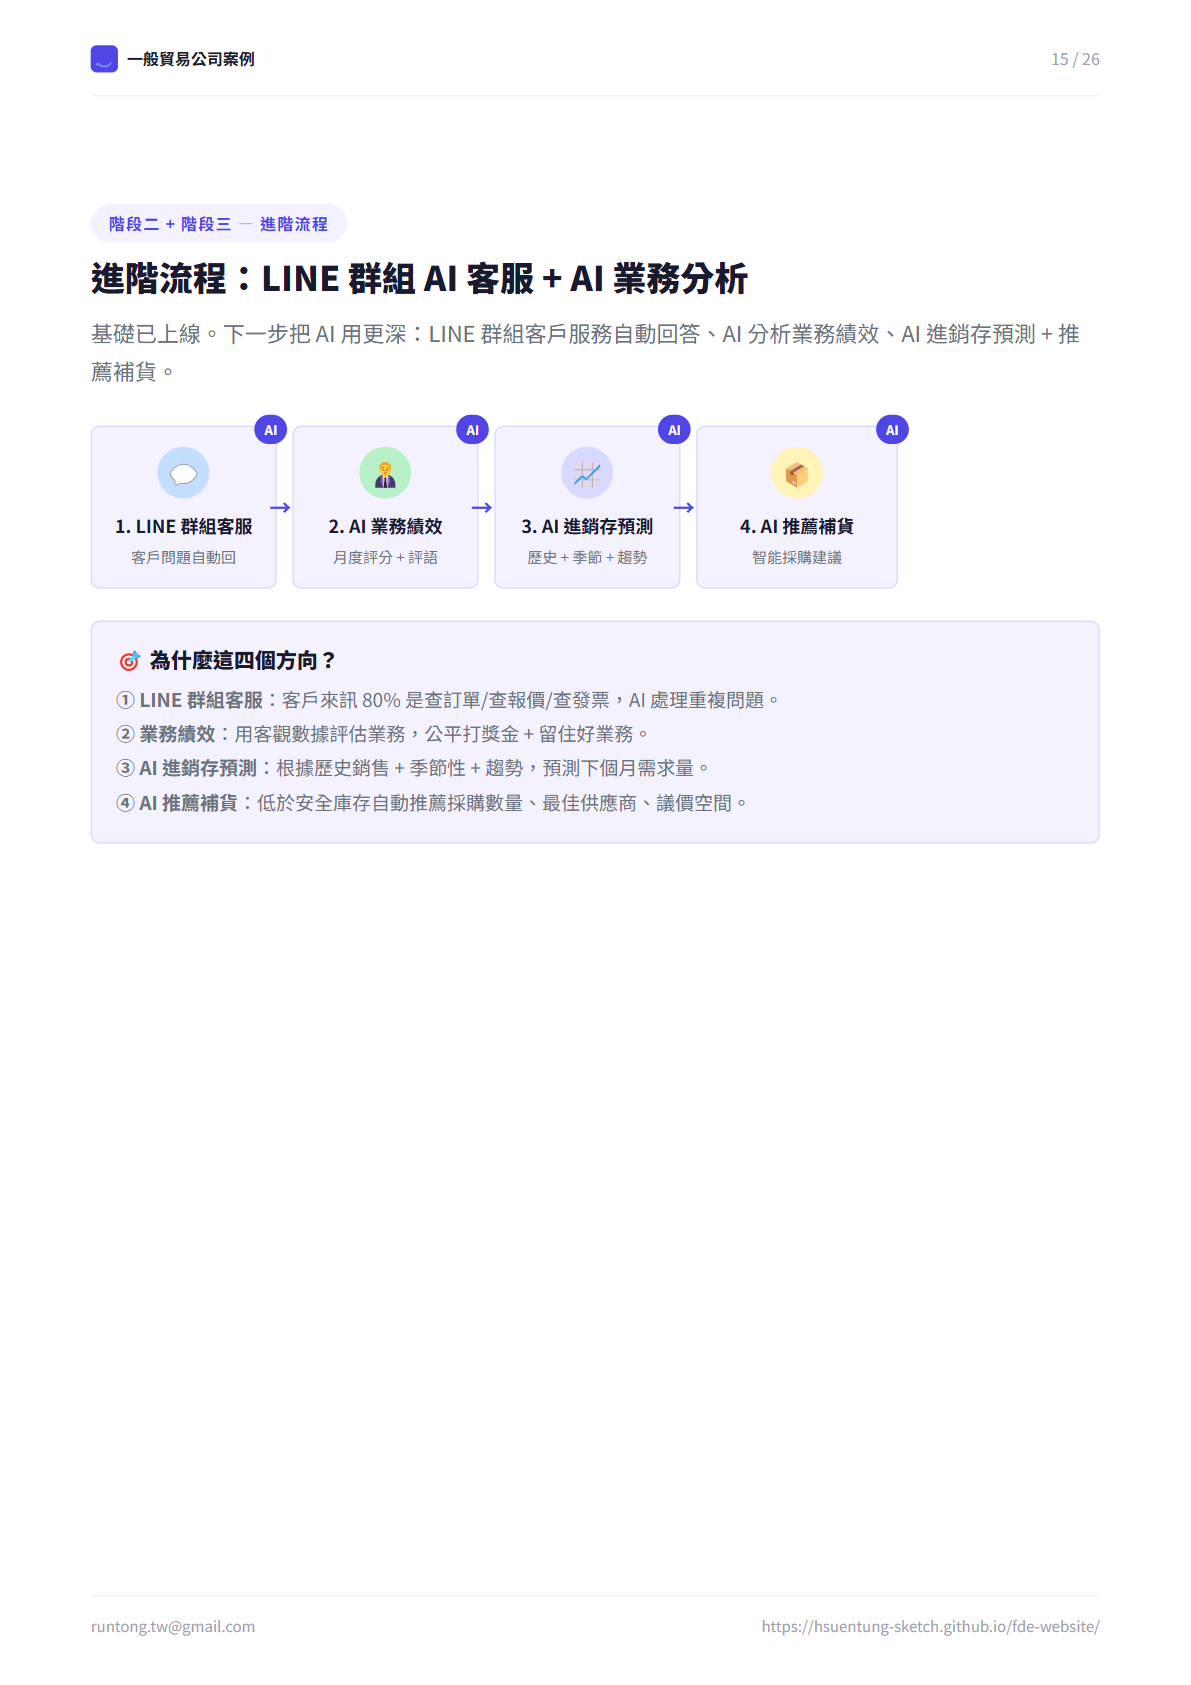 一般貿易公司案例
15 / 26
階段二 + 階段三 — 進階流程
進階流程：LINE 群組 AI 客服 + AI 業務分析
基礎已上線。下一步把 AI 用更深：LINE 群組客戶服務自動回答、AI 分析業務績效、AI 進銷存預測 + 推
薦補貨。
AI
AI
AI
AI
1. LINE 群組客服
客戶問題自動回
→
2. AI 業務績效
月度評分 + 評語
→
3. AI 進銷存預測
歷史 + 季節 + 趨勢
→
4. AI 推薦補貨
智能採購建議
🎯 為什麼這四個方向？
① LINE 群組客服：客戶來訊 80% 是查訂單/查報價/查發票，AI 處理重複問題。
② 業務績效：用客觀數據評估業務，公平打獎金 + 留住好業務。
③ AI 進銷存預測：根據歷史銷售 + 季節性 + 趨勢，預測下個月需求量。
④ AI 推薦補貨：低於安全庫存自動推薦採購數量、最佳供應商、議價空間。
runtong.tw@gmail.com
https://hsuentung-sketch.github.io/fde-website/